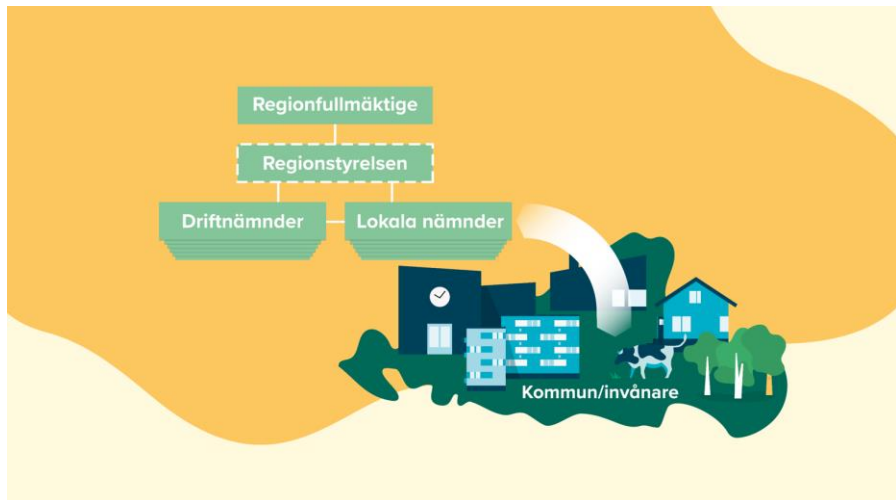 Regionfullmäktige
Regionstyrelsen
Driftnämnder
Lokala nämnder
Kommun/invånare